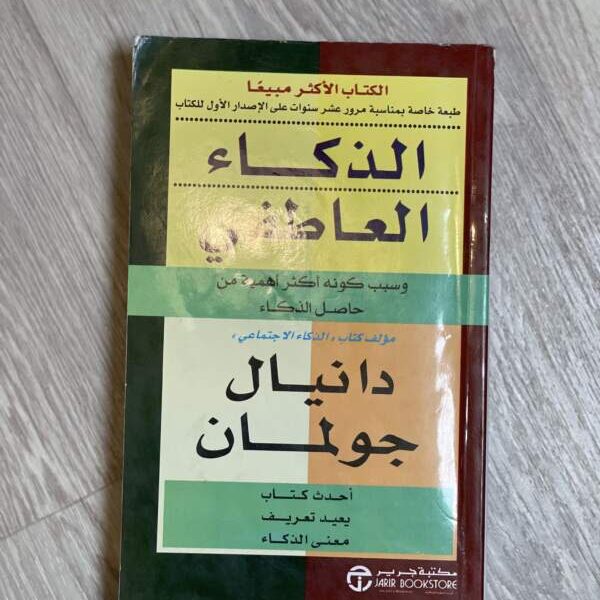 الكتاب الأكثر مبيعًا
طبعة خاصة بمناسبة مرور عشر سنوات على الإصدار الأول للكتاب
الذكاء
العاطفي
وسبب كونه أكثر أهمية من
حاصل الذكاء
مؤلف كتاب «الذكاء الاجتماعي»
دانيال
جولمان
أحدث كتاب
يعيد تعريف
معنى الذكاء
مكتبة جرير
JARIR BOOKSTORE